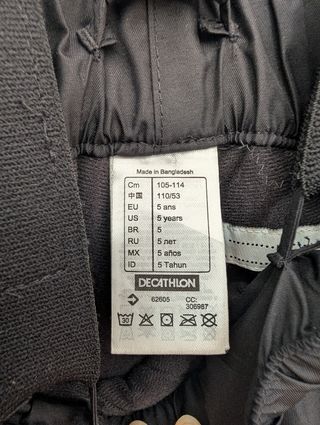 Made in Bangladesh
Cm 105-114
中国 110/53
EU 5 ans
US 5 years
BR 5
RU 5 лет
MX 5 años
ID 5 Tahun
DECATHLON
62605 CC: 306987
30